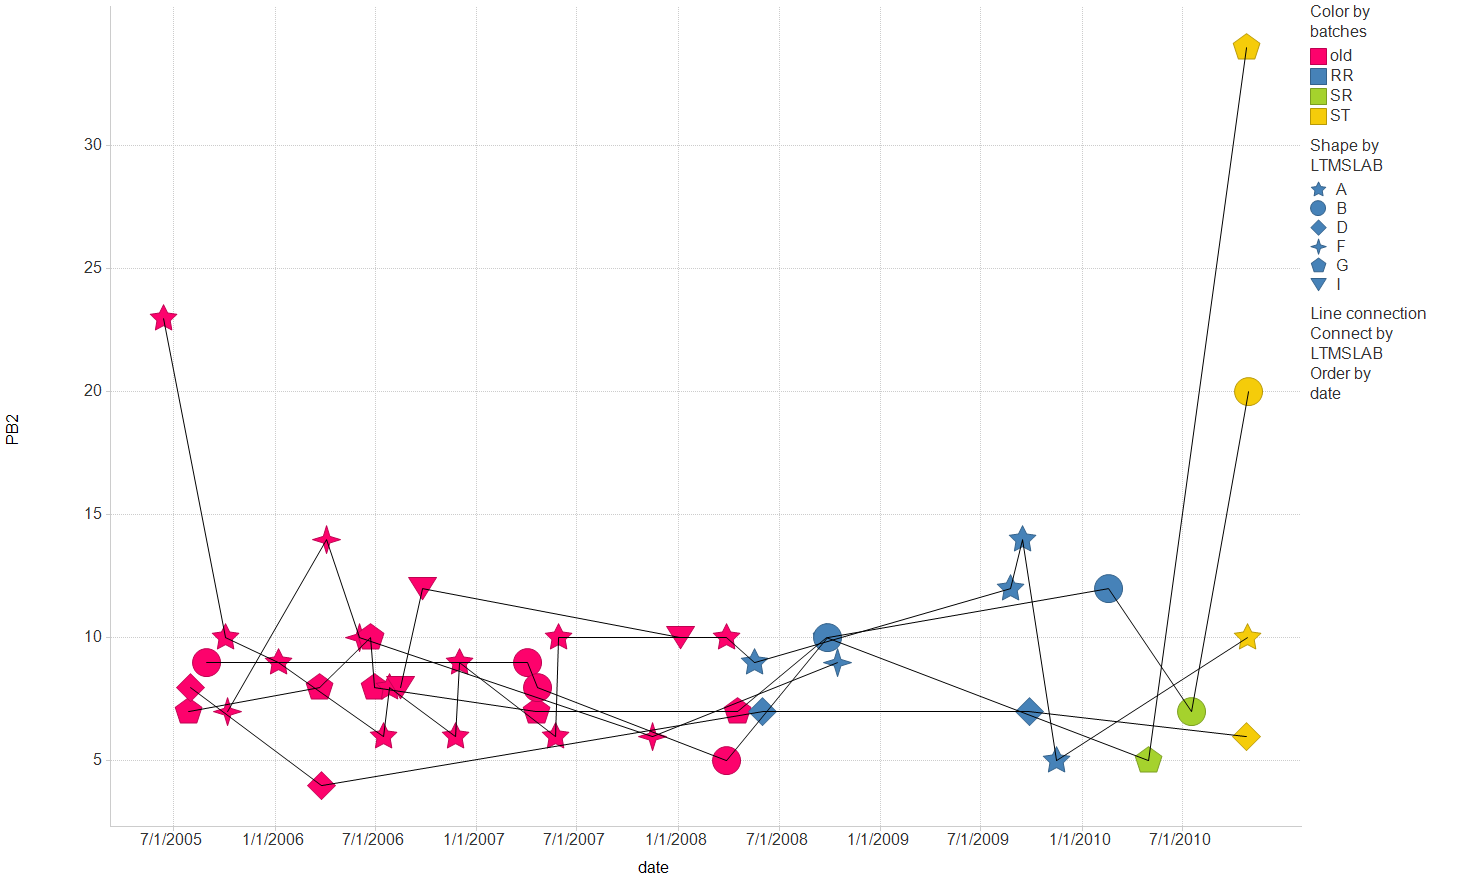 Color by
batches
old
RR
SR
ST
Shape by
LTMSLAB
A
B
D
F
G
I
Line connection
Connect by
LTMSLAB
Order by
date
30
25
20
15
10
5
PB2
7/1/2005
1/1/2006
7/1/2006
1/1/2007
7/1/2007
1/1/2008
7/1/2008
1/1/2009
7/1/2009
1/1/2010
7/1/2010
date